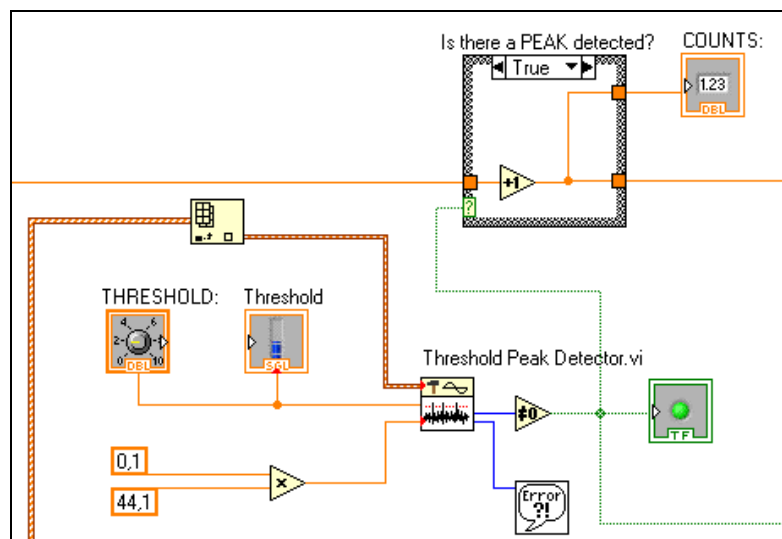 Is there a PEAK detected?
COUNTS:
True
1.23
DBL
+1
?
THRESHOLD:
Threshold
4 6
2
0 10
DBL
SGL
Threshold Peak Detector.vi
≠0
TF
0,1
44,1
x
Error
?!